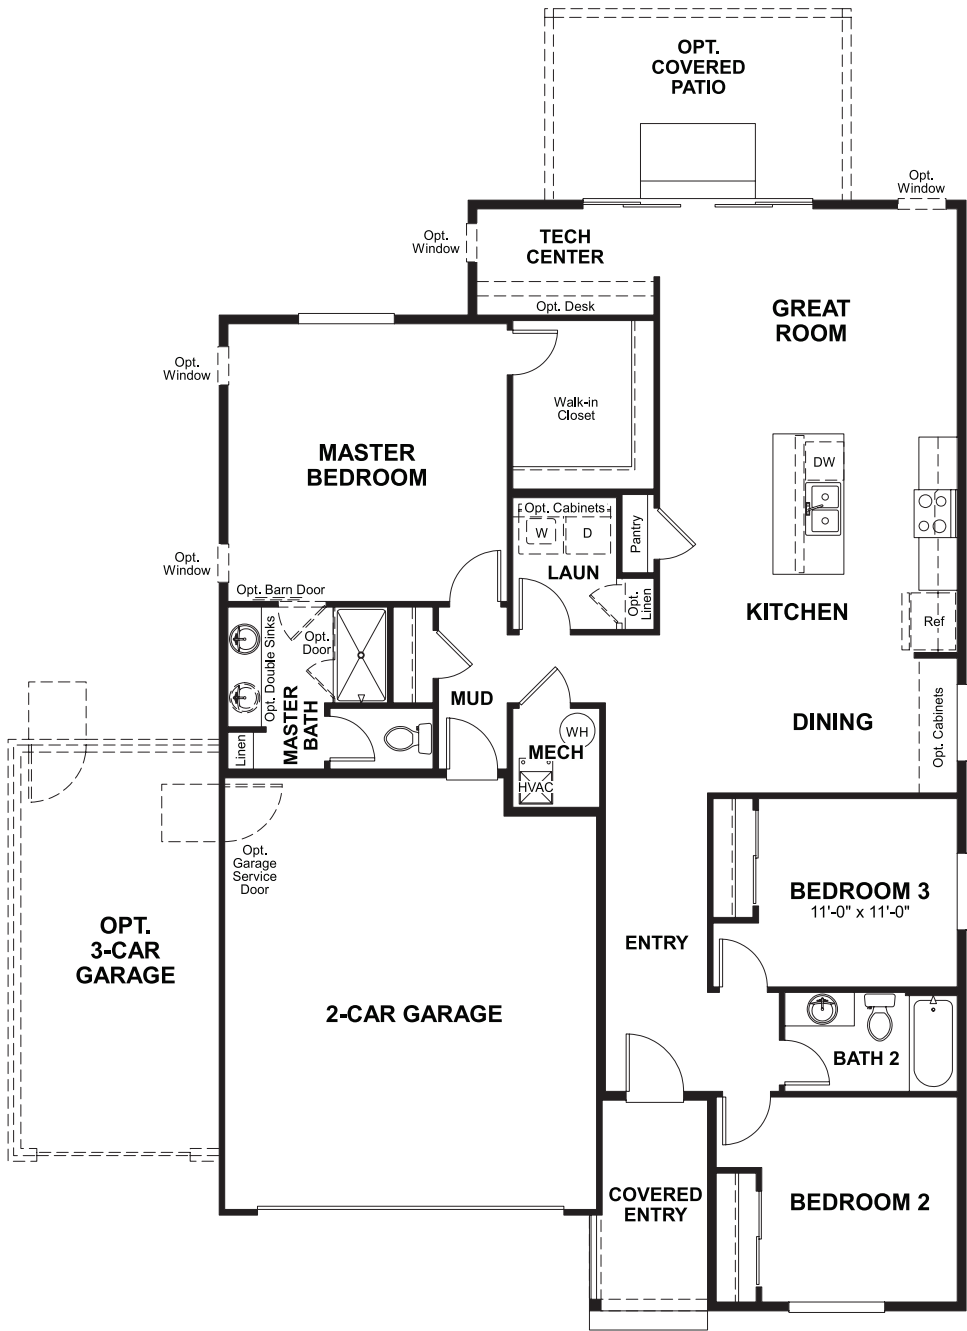 OPT.
COVERED
PATIO
Opt.
Window
Opt.
Window
TECH
CENTER
Opt. Desk
GREAT
ROOM
Opt.
Window
Walk-in
Closet
MASTER
BEDROOM
DW
Opt. Cabinets
W
D
Pantry
LAUN
Opt.
Linen
Opt.
Window
Opt. Barn Door
KITCHEN
Ref
Opt. Double Sinks
Opt.
Door
MUD
MASTER
BATH
Linen
WH
MECH
HVAC
DINING
Opt. Cabinets
Opt.
Garage
Service
Door
BEDROOM 3
11'-0" x 11'-0"
OPT.
3-CAR
GARAGE
ENTRY
2-CAR GARAGE
BATH 2
COVERED
ENTRY
BEDROOM 2